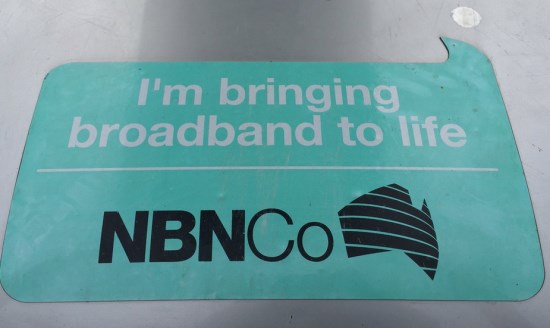 I'm bringing
broadband to life
NBNCo